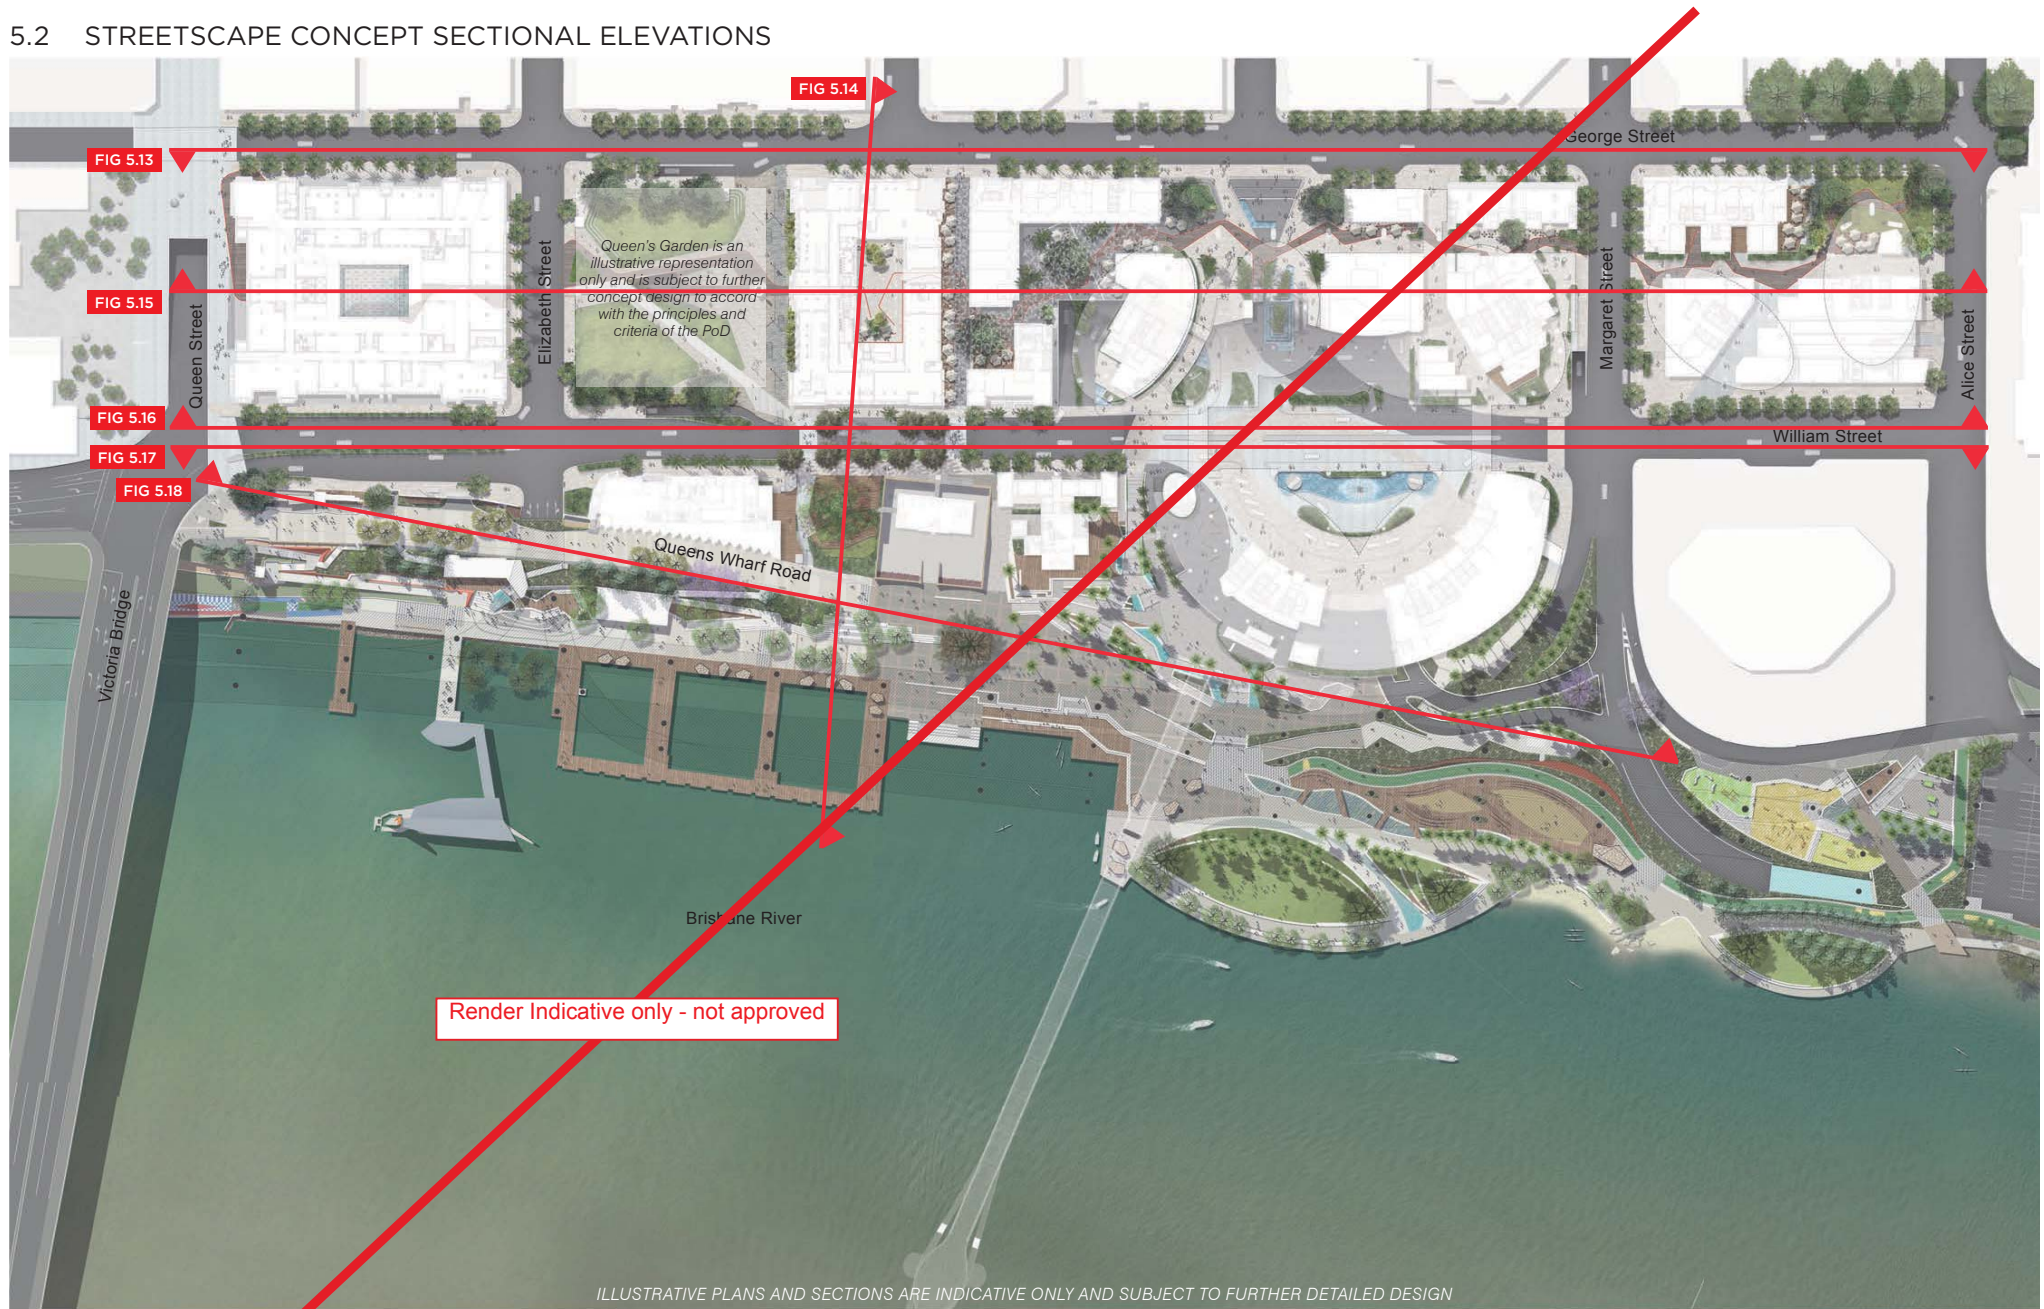 5.2 STREETSCAPE CONCEPT SECTIONAL ELEVATIONS
FIG 5.14
George Street
FIG 5.13
Queen's Garden is an
illustrative representation
only and is subject to further
concept design to accord
with the principles and
criteria of the PoD
FIG 5.15
Queen Street
Elizabeth Street
Margaret Street
Alice Street
FIG 5.16
William Street
FIG 5.17
FIG 5.18
Queens Wharf Road
Victoria Bridge
Brisbane River
Render Indicative only - not approved
ILLUSTRATIVE PLANS AND SECTIONS ARE INDICATIVE ONLY AND SUBJECT TO FURTHER DETAILED DESIGN